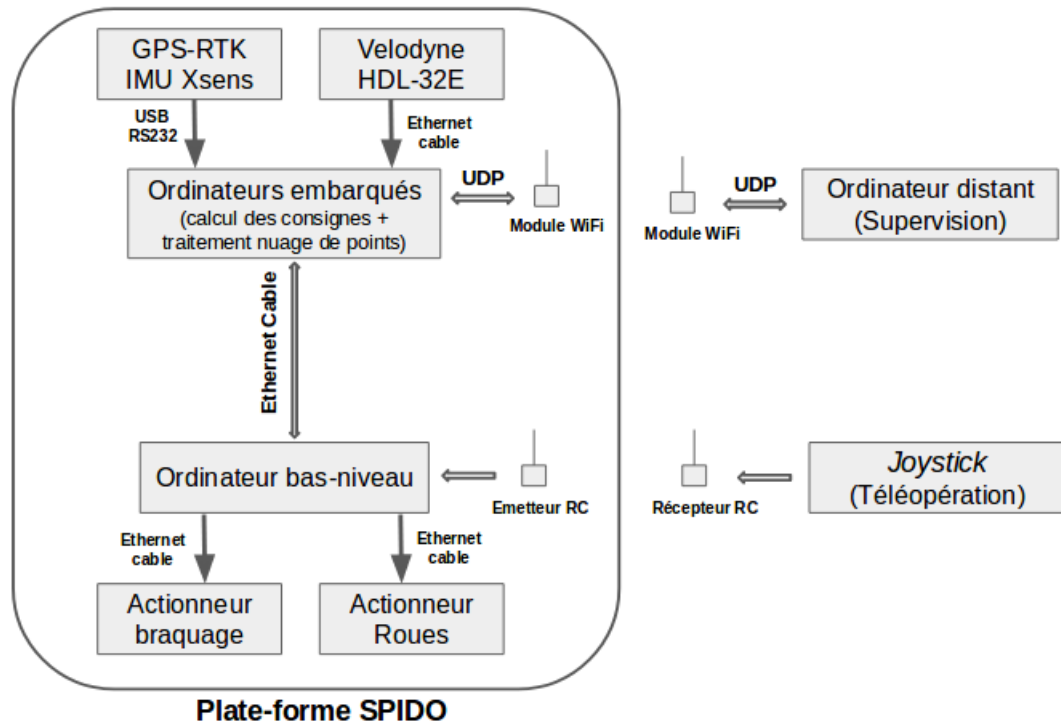 GPS-RTK
IMU Xsens
Velodyne
HDL-32E
USB
RS232
Ethernet
cable
Ordinateurs embarqués
(calcul des consignes +
traitement nuage de points)
UDP
Module WiFi
UDP
Module WiFi
Ordinateur distant
(Supervision)
Ethernet Cable
Ordinateur bas-niveau
Emetteur RC
Récepteur RC
Joystick
(Téléopération)
Ethernet
cable
Ethernet
cable
Actionneur
braquage
Actionneur
Roues
Plate-forme SPIDO